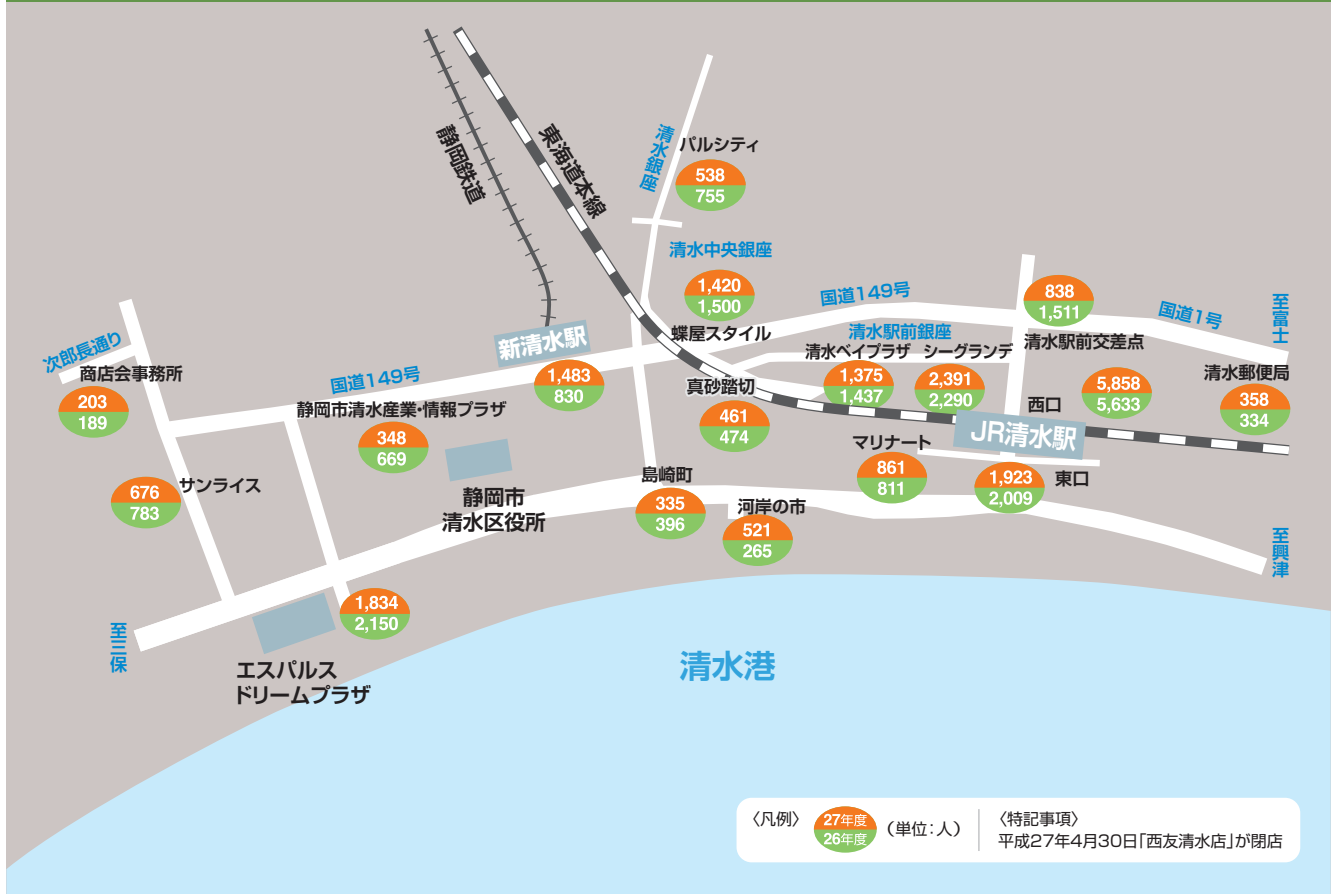 静岡鉄道
東海道本線
清水銀座
パルシティ
538
755
清水中央銀座
1,420
1,500
蝶屋スタイル
国道149号
838
1,511
清水駅前交差点
国道1号
至富士
次郎長通り
商店会事務所
203
189
国道149号
新清水駅
1,483
830
静岡市清水産業・情報プラザ
348
669
清水駅前銀座
清水ベイプラザ
1,375
1,437
シーグランデ
2,391
2,290
真砂踏切
461
474
西口
5,858
5,633
清水郵便局
358
334
JR清水駅
マリナート
861
811
1,923
2,009
東口
サンライス
676
783
静岡市
清水区役所
島崎町
335
396
河岸の市
521
265
至興津
1,834
2,150
至三保
エスパルス
ドリームプラザ
清水港
〈凡例〉
27年度
26年度
（単位：人）
〈特記事項〉
平成27年4月30日「西友清水店」が閉店